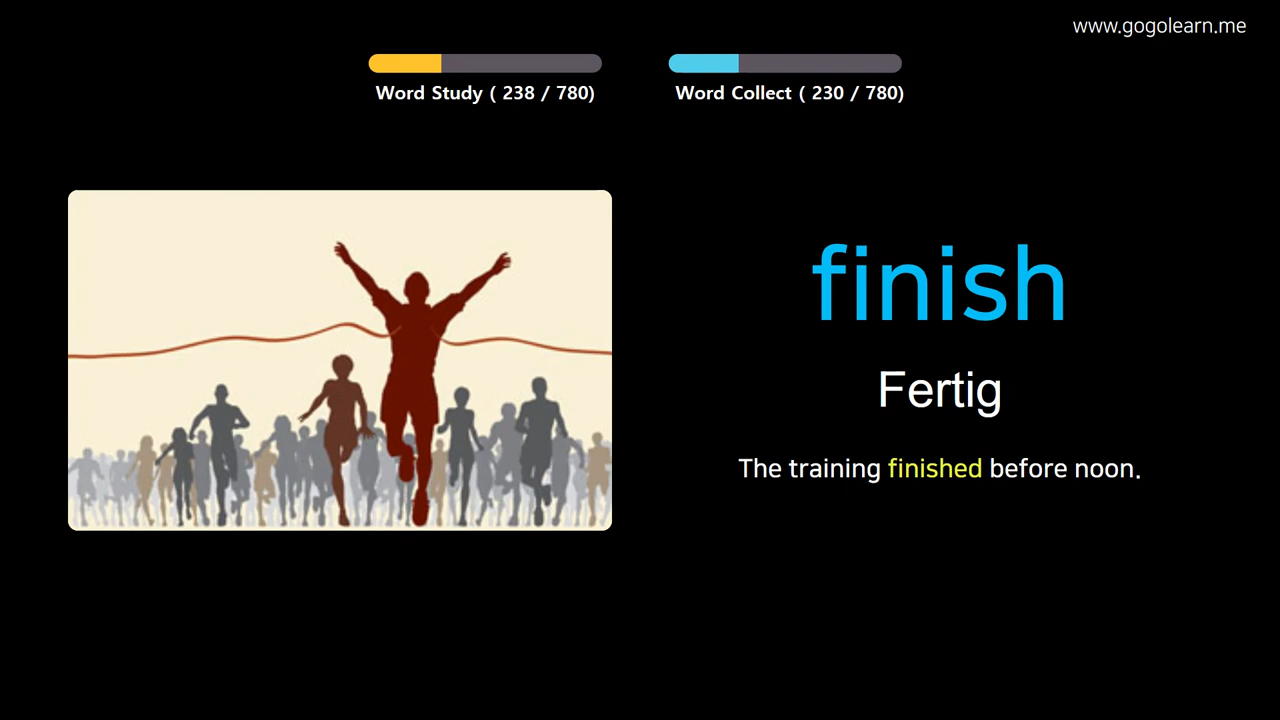 www.gogolearn.me
Word Study ( 238 / 780)
Word Collect ( 230 / 780)
finish
Fertig
The training finished before noon.